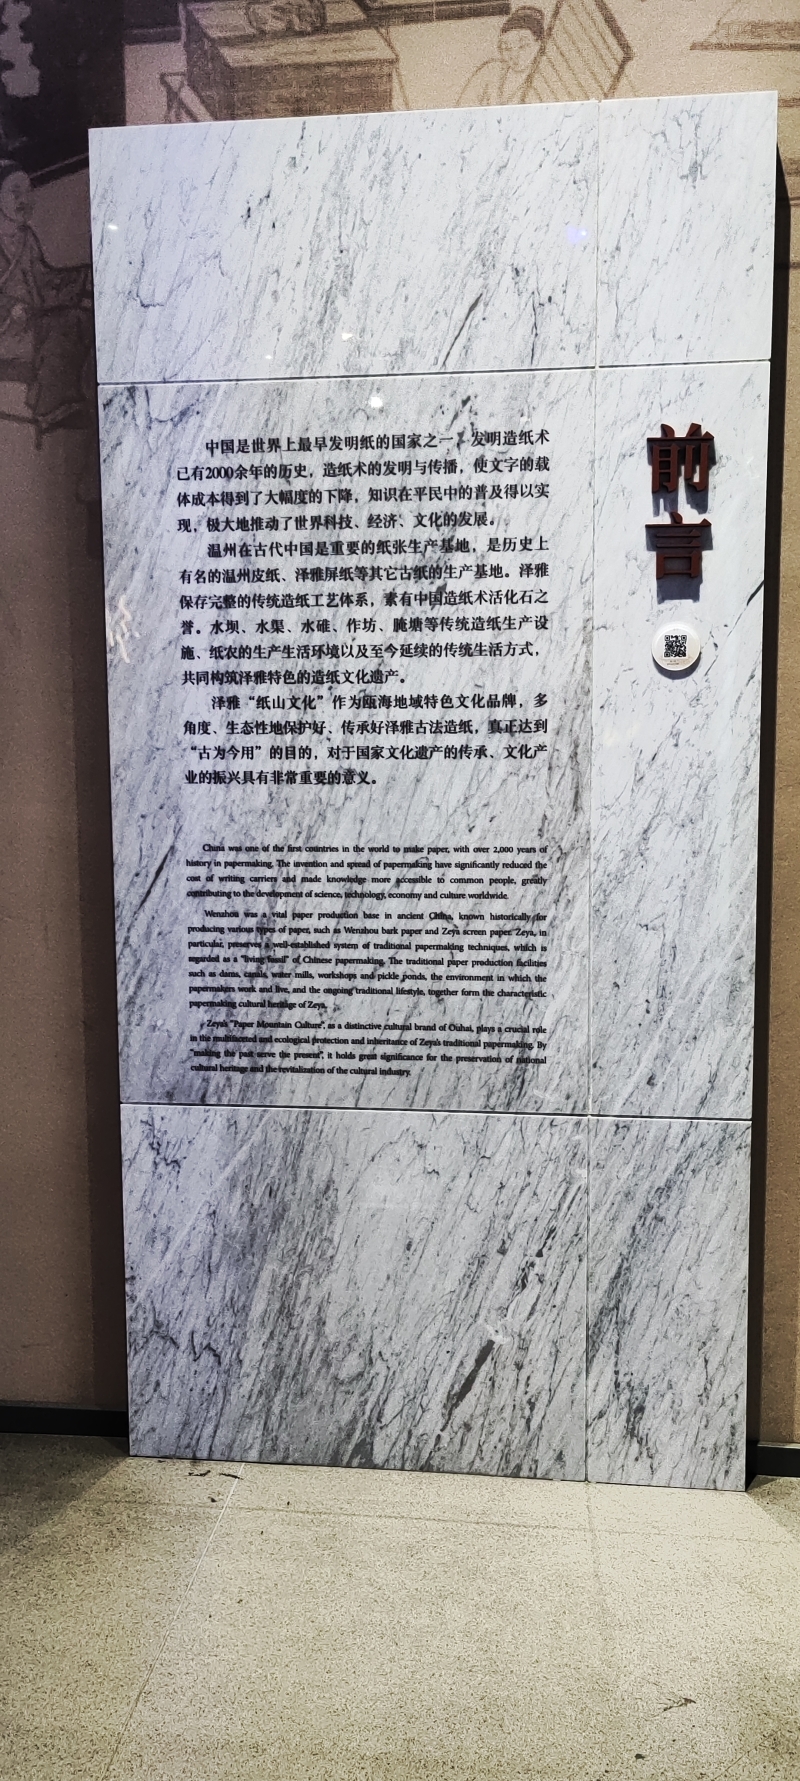 前言
中国是世界上最早发明纸的国家之一，发明造纸术
已有2000余年的历史，造纸术的发明与传播，使文字的载
体成本得到了大幅度的下降，知识在平民中的普及得以实
现，极大地推动了世界科技、经济、文化的发展。
温州在古代中国是重要的纸张生产基地，是历史上
有名的温州皮纸、泽雅屏纸等其它古纸的生产基地。泽雅
保存完整的传统造纸工艺体系，素有中国造纸术活化石之
誉。水坝、水渠、水碓、作坊、腌塘等传统造纸生产设
施、纸农的生产生活环境以及至今延续的传统生活方式，
共同构筑泽雅特色的造纸文化遗产。
泽雅“纸山文化”作为瓯海地域特色文化品牌，多
角度、生态性地保护好、传承好泽雅古法造纸，真正达到
“古为今用”的目的，对于国家文化遗产的传承、文化产
业的振兴具有非常重要的意义。
China was one of the first countries in the world to make paper, with over 2,000 years of
history in papermaking. The invention and spread of papermaking have significantly reduced the
cost of writing carriers and made knowledge more accessible to common people, greatly
contributing to the development of science, technology, economy and culture worldwide.
Wenzhou was a vital paper production base in ancient China, known historically for
producing various types of paper, such as Wenzhou bark paper and Zeya screen paper. Zeya, in
particular, preserves a well-established system of traditional papermaking techniques, which is
regarded as a "living fossil" of Chinese papermaking. The traditional paper production facilities
such as dams, canals, water mills, workshops and pickle ponds, the environment in which the
papermakers work and live, and the ongoing traditional lifestyle, together form the characteristic
papermaking cultural heritage of Zeya.
Zeya's "Paper Mountain Culture", as a distinctive cultural brand of Ouhai, plays a crucial role
in the multifaceted and ecological protection and inheritance of Zeya's traditional papermaking. By
"making the past serve the present", it holds great significance for the preservation of national
cultural heritage and the revitalization of the cultural industry.